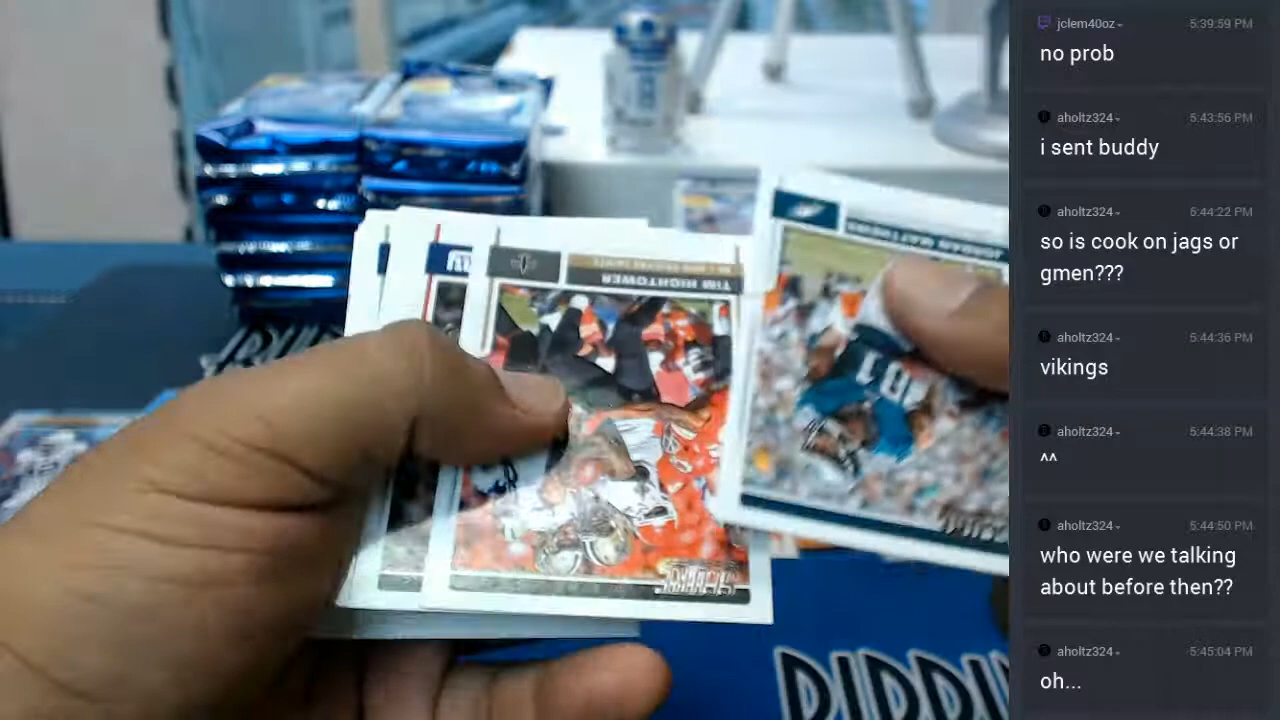 jclem40oz
5:39:59 PM
no prob
aholtz324
5:43:56 PM
i sent buddy
aholtz324
5:44:22 PM
so is cook on jags or
gmen???
aholtz324
5:44:36 PM
vikings
aholtz324
5:44:38 PM
^^
aholtz324
5:44:50 PM
who were we talking
about before then??
aholtz324
5:45:04 PM
oh...
TIM HIGHTOWER
JORDAN MATTHEWS